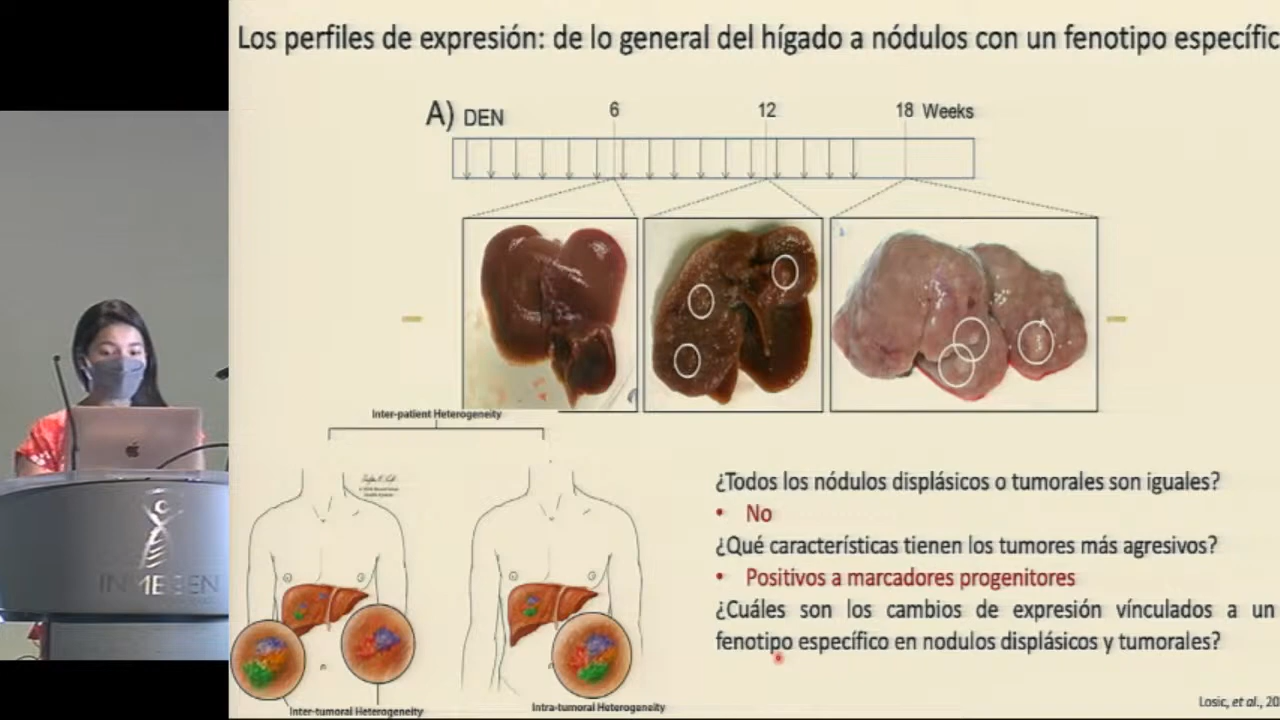 Los perfiles de expresión: de lo general del hígado a nódulos con un fenotipo específic
A) DEN 6 12 18 Weeks
Inter-patient Heterogeneity
¿Todos los nódulos displásicos o tumorales son iguales?
• No
¿Qué características tienen los tumores más agresivos?
• Positivos a marcadores progenitores
¿Cuáles son los cambios de expresión vínculados a un
fenotipo específico en nodulos displásicos y tumorales?
INMEGEN
Inter-tumoral Heterogeneity
Intra-tumoral Heterogeneity
Losic, et al., 20